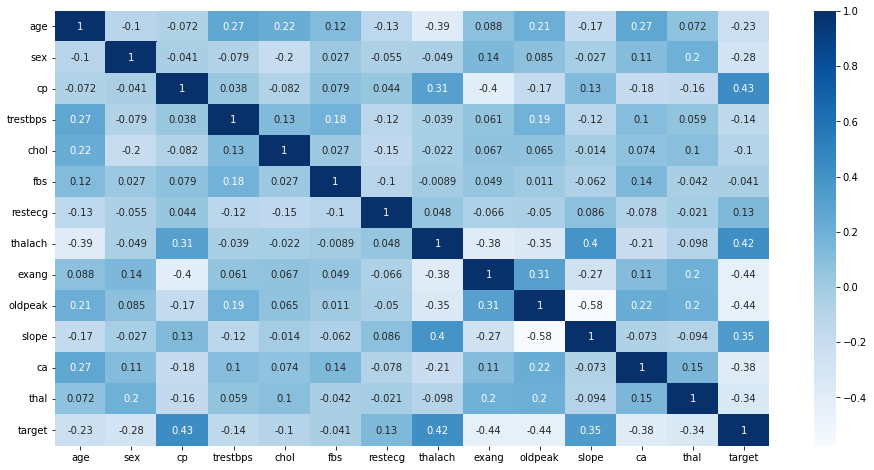 age 1 -0.1 -0.072 0.27 0.22 0.12 -0.13 -0.39 0.088 0.21 -0.17 0.27 0.072 -0.23
sex -0.1 1 -0.041 -0.079 -0.2 0.027 -0.055 -0.049 0.14 0.085 -0.027 0.11 0.2 -0.28
cp -0.072 -0.041 1 0.038 -0.082 0.079 0.044 0.31 -0.4 -0.17 0.13 -0.18 -0.16 0.43
trestbps 0.27 -0.079 0.038 1 0.13 0.18 -0.12 -0.039 0.061 0.19 -0.12 0.1 0.059 -0.14
chol 0.22 -0.2 -0.082 0.13 1 0.027 -0.15 -0.022 0.067 0.065 -0.014 0.074 0.1 -0.1
fbs 0.12 0.027 0.079 0.18 0.027 1 -0.1 -0.0089 0.049 0.011 -0.062 0.14 -0.042 -0.041
restecg -0.13 -0.055 0.044 -0.12 -0.15 -0.1 1 0.048 -0.066 -0.05 0.086 -0.078 -0.021 0.13
thalach -0.39 -0.049 0.31 -0.039 -0.022 -0.0089 0.048 1 -0.38 -0.35 0.4 -0.21 -0.098 0.42
exang 0.088 0.14 -0.4 0.061 0.067 0.049 -0.066 -0.38 1 0.31 -0.27 0.11 0.2 -0.44
oldpeak 0.21 0.085 -0.17 0.19 0.065 0.011 -0.05 -0.35 0.31 1 -0.58 0.22 0.2 -0.44
slope -0.17 -0.027 0.13 -0.12 -0.014 -0.062 0.086 0.4 -0.27 -0.58 1 -0.073 -0.094 0.35
ca 0.27 0.11 -0.18 0.1 0.074 0.14 -0.078 -0.21 0.11 0.22 -0.073 1 0.15 -0.38
thal 0.072 0.2 -0.16 0.059 0.1 -0.042 -0.021 -0.098 0.2 0.2 -0.094 0.15 1 -0.34
target -0.23 -0.28 0.43 -0.14 -0.1 -0.041 0.13 0.42 -0.44 -0.44 0.35 -0.38 -0.34 1
age sex cp trestbps chol fbs restecg thalach exang oldpeak slope ca thal target
1.0
0.8
0.6
0.4
0.2
0.0
−0.2
−0.4